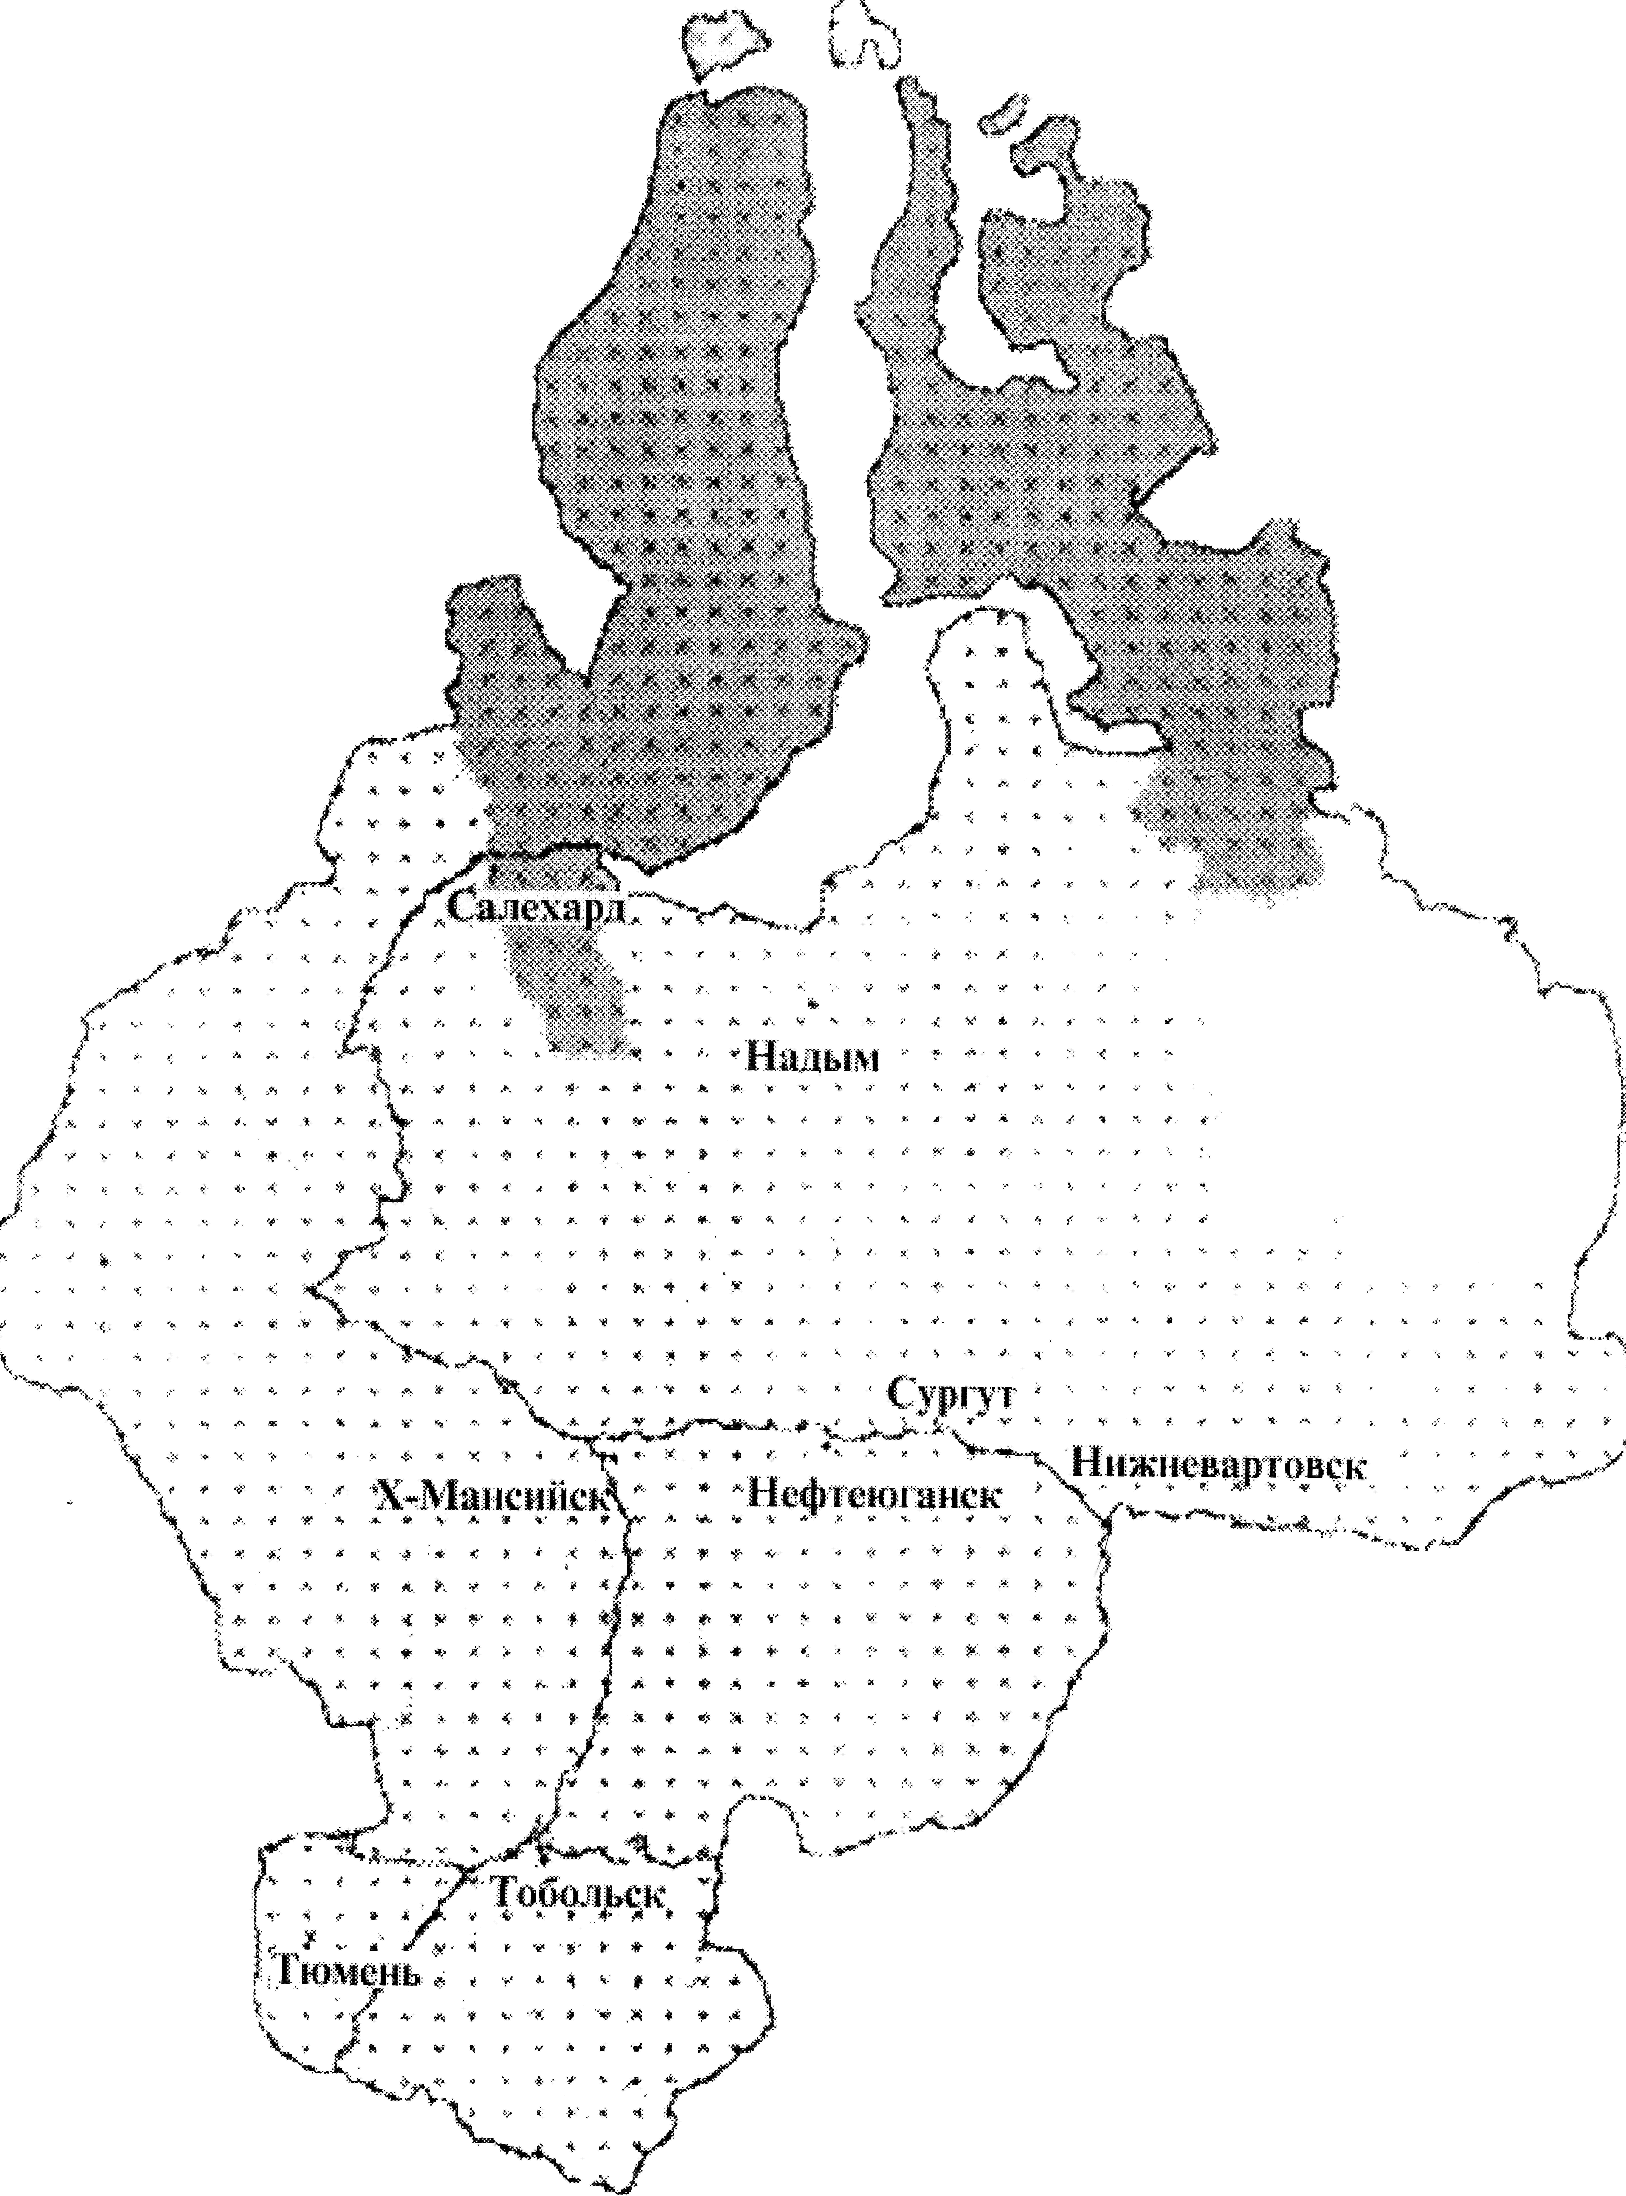 Салехард
Надым
Сургут
Нижневартовск
Х-Мансийск
Нефтеюганск
Тобольск
Тюмень